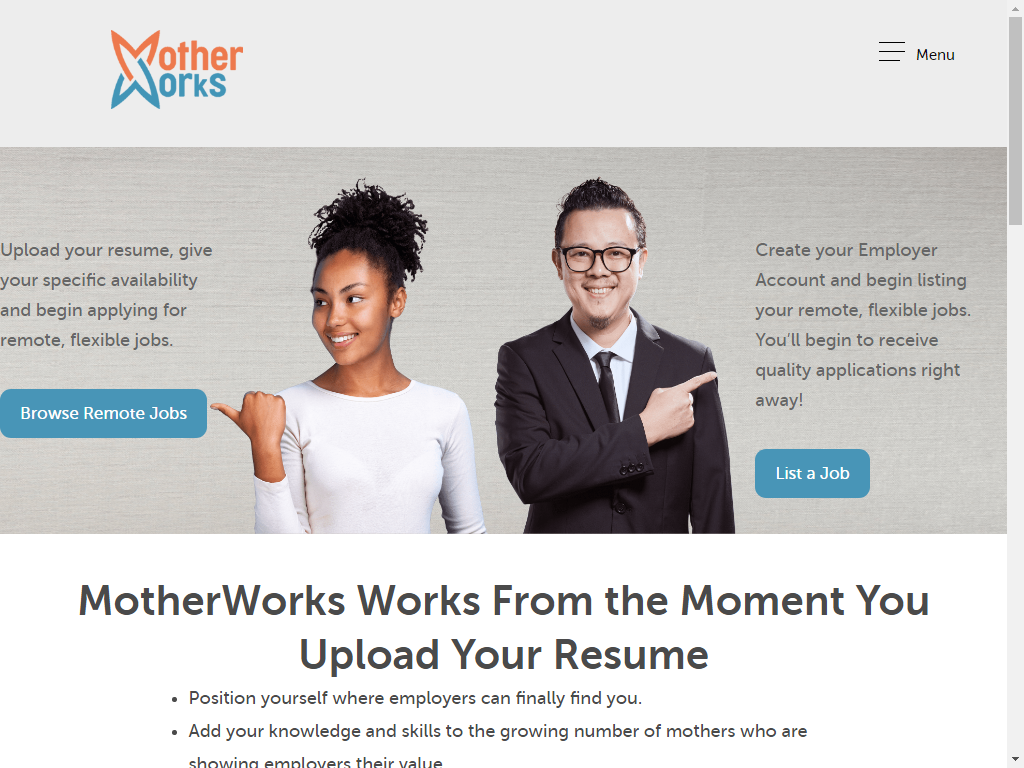 Mother
Works
Menu
Upload your resume, give
your specific availability
and begin applying for
remote, flexible jobs.
Browse Remote Jobs
Create your Employer
Account and begin listing
your remote, flexible jobs.
You’ll begin to receive
quality applications right
away!
List a Job
MotherWorks Works From the Moment You
Upload Your Resume
• Position yourself where employers can finally find you.
• Add your knowledge and skills to the growing number of mothers who are
showing employers their value